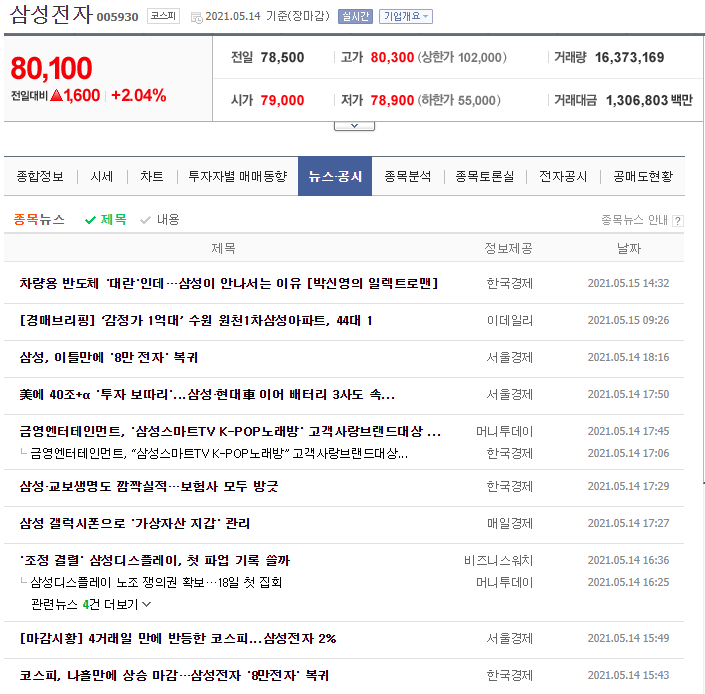 삼성전자 005930 코스피 2021.05.14 기준(장마감) 실시간 기업개요
80,100
전일대비 ▲1,600 +2.04%
전일 78,500 고가 80,300 (상한가 102,000) 거래량 16,373,169
시가 79,000 저가 78,900 (하한가 55,000) 거래대금 1,306,803 백만
종합정보 시세 차트 투자자별 매매동향 뉴스·공시 종목분석 종목토론실 전자공시 공매도현황
종목뉴스 제목 내용 종목뉴스 안내 ?
제목 정보제공 날짜
차량용 반도체 '대란'인데…삼성이 안나서는 이유 [박신영의 일렉트로맨] 한국경제 2021.05.15 14:32
[경매브리핑] ‘감정가 1억대’ 수원 원천1차삼성아파트, 44대 1 이데일리 2021.05.15 09:26
삼성, 이틀만에 '8만 전자' 복귀 서울경제 2021.05.14 18:16
美에 40조+α '투자 보따리'...삼성·현대車 이어 배터리 3사도 속... 서울경제 2021.05.14 17:50
금영엔터테인먼트, '삼성스마트TV K-POP노래방' 고객사랑브랜드대상 ... 머니투데이 2021.05.14 17:45
금영엔터테인먼트, “삼성스마트TV K-POP노래방” 고객사랑브랜드대상... 한국경제 2021.05.14 17:06
삼성·교보생명도 깜짝실적…보험사 모두 방긋 한국경제 2021.05.14 17:29
삼성 갤럭시폰으로 '가상자산 지갑' 관리 매일경제 2021.05.14 17:27
'조정 결렬' 삼성디스플레이, 첫 파업 기록 쓸까 비즈니스워치 2021.05.14 16:36
삼성디스플레이 노조 쟁의권 확보…18일 첫 집회 머니투데이 2021.05.14 16:25
관련뉴스 4건 더보기
[마감시황] 4거래일 만에 반등한 코스피...삼성전자 2% 서울경제 2021.05.14 15:49
코스피, 나흘만에 상승 마감…삼성전자 '8만전자' 복귀 한국경제 2021.05.14 15:43